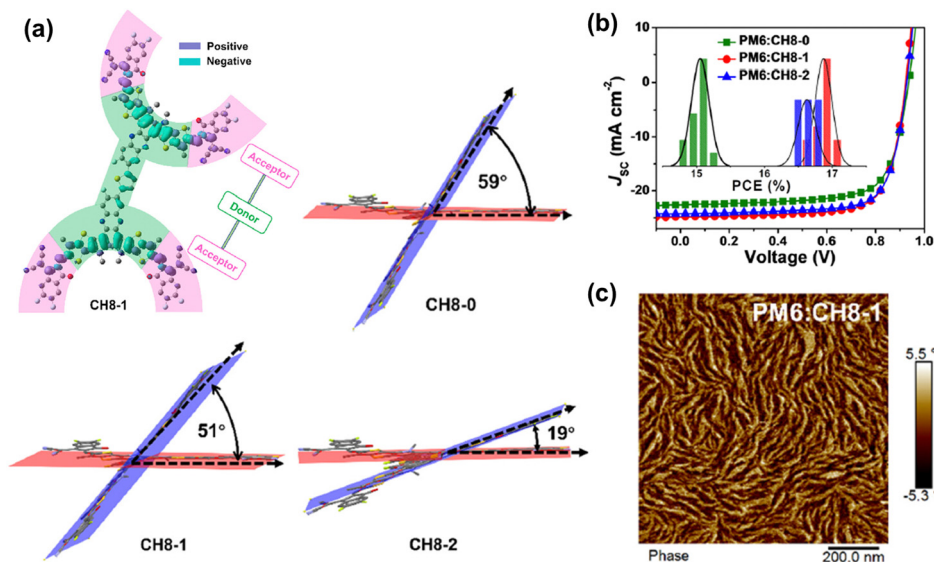 (a)
Positive
Negative
Acceptor
Donor
Acceptor
CH8-1
59°
CH8-0
51°
CH8-1
19°
CH8-2
(b)
PM6:CH8-0
PM6:CH8-1
PM6:CH8-2
J_SC (mA cm⁻²)
10
0
-10
-20
15 16 17
PCE (%)
0.0 0.2 0.4 0.6 0.8 1.0
Voltage (V)
(c)
PM6:CH8-1
5.5 °
-5.3 °
Phase
200.0 nm